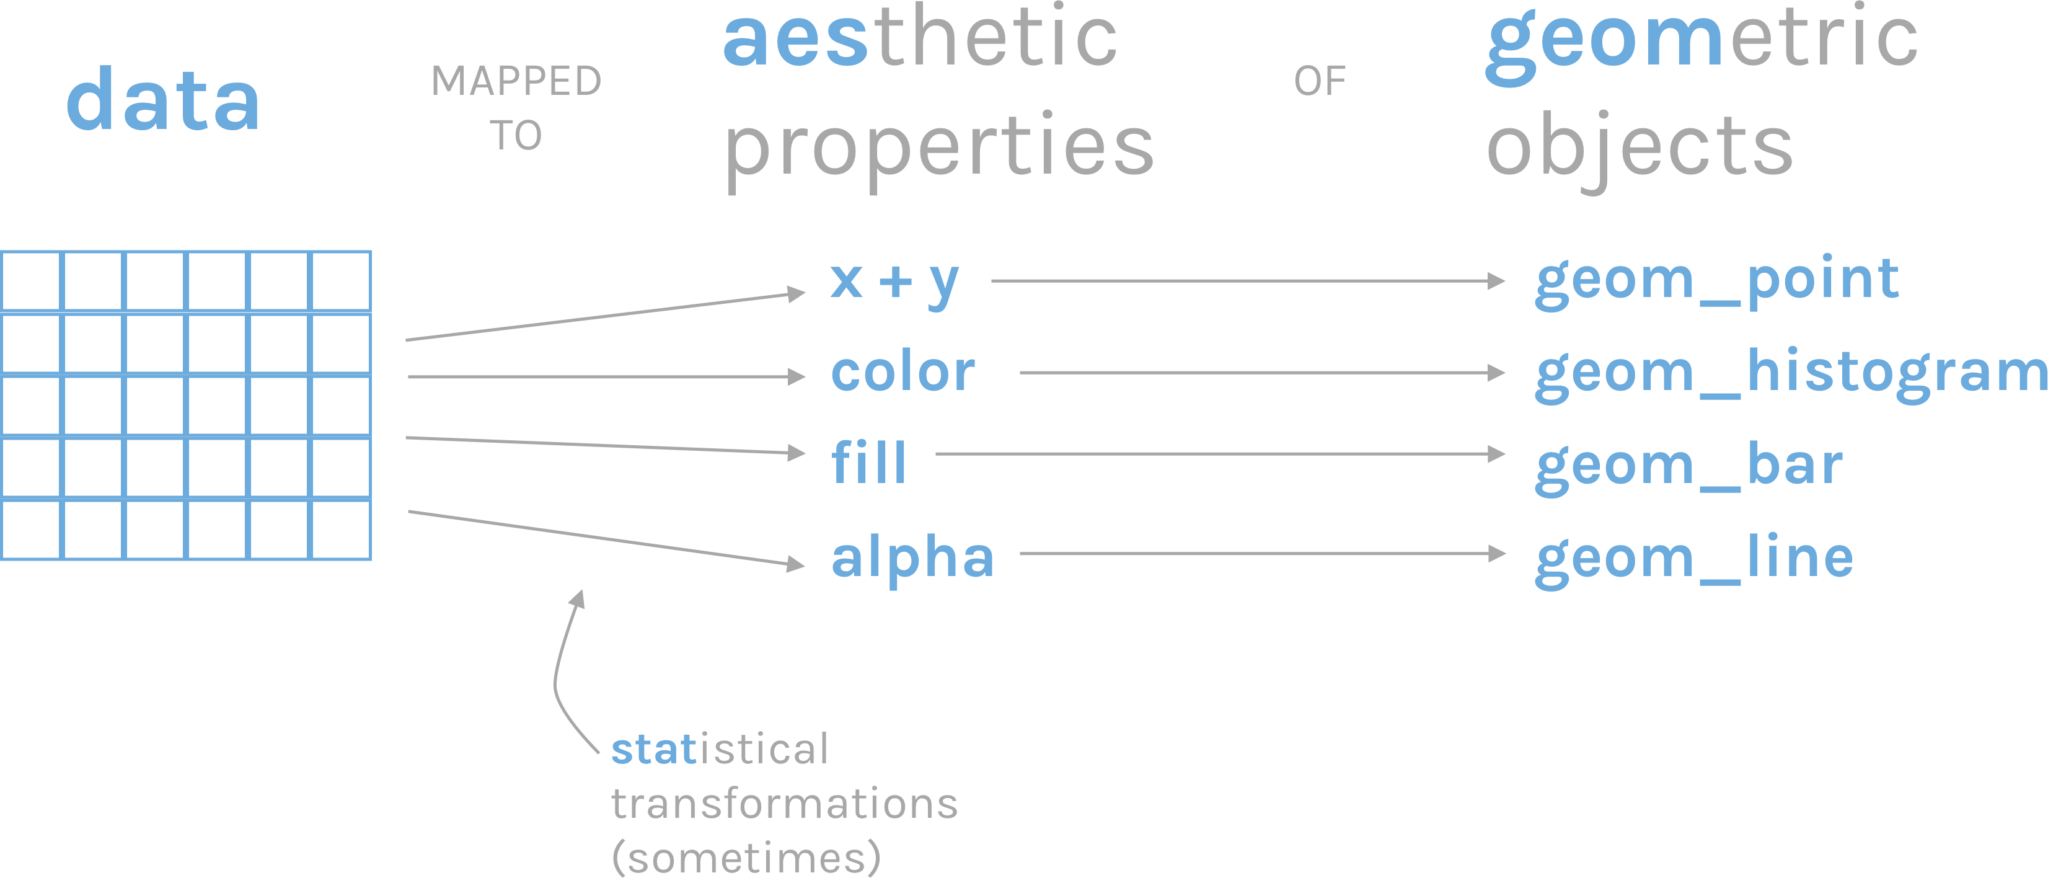 data
MAPPED
TO
aesthetic
properties
OF
geometric
objects
x + y
geom_point
color
geom_histogram
fill
geom_bar
alpha
geom_line
statistical
transformations
(sometimes)